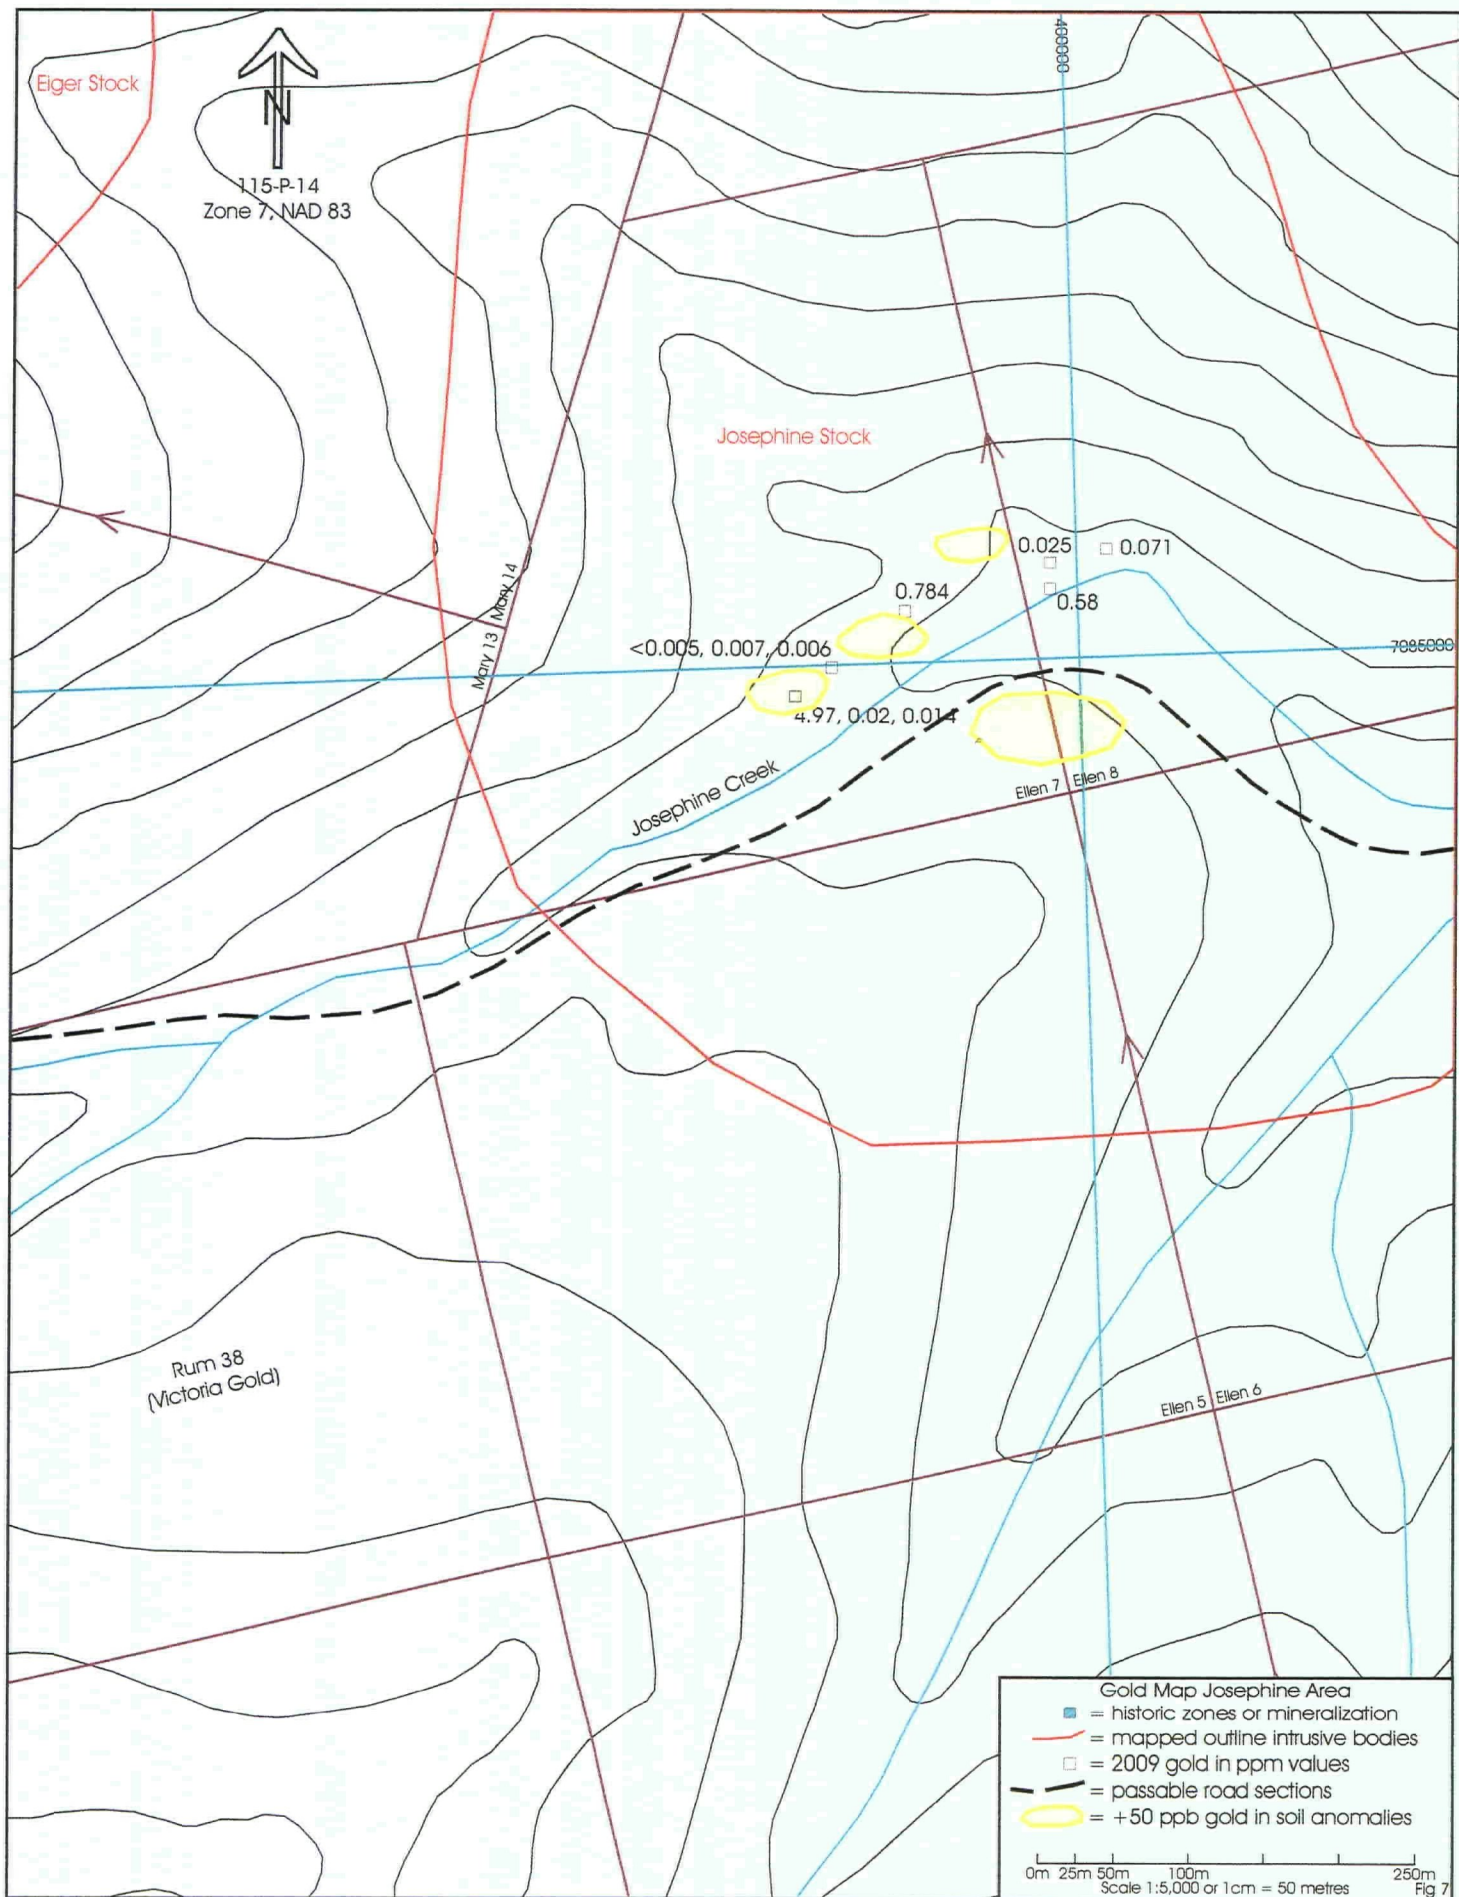 400000
Eiger Stock
N
115-P-14
Zone 7, NAD 83
Josephine Stock
0.025
0.071
0.784
0.58
Mary 13 Mary 14
<0.005, 0.007, 0.006
7085000
4.97, 0.02, 0.014
Josephine Creek
Ellen 7 Ellen 8
Rum 38
(Victoria Gold)
Ellen 5 Ellen 6
Gold Map Josephine Area
= historic zones or mineralization
= mapped outline intrusive bodies
= 2009 gold in ppm values
= passable road sections
= +50 ppb gold in soil anomalies
0m 25m 50m 100m 250m
Scale 1:5,000 or 1cm = 50 metres
Fig 7